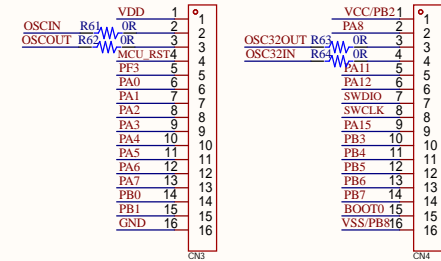 VDD 1 1
OSCIN R61 0R 2 2
OSCOUT R62 0R 3 3
MCU_RST 4 4
PF3 5 5
PA0 6 6
PA1 7 7
PA2 8 8
PA3 9 9
PA4 10 10
PA5 11 11
PA6 12 12
PA7 13 13
PB0 14 14
PB1 15 15
GND 16 16
CN3
VCC/PB2 1 1
PA8 2 2
OSC32OUT R63 0R 3 3
OSC32IN R64 0R 4 4
PA11 5 5
PA12 6 6
SWDIO 7 7
SWCLK 8 8
PA15 9 9
PB3 10 10
PB4 11 11
PB5 12 12
PB6 13 13
PB7 14 14
BOOT0 15 15
VSS/PB8 16 16
CN4